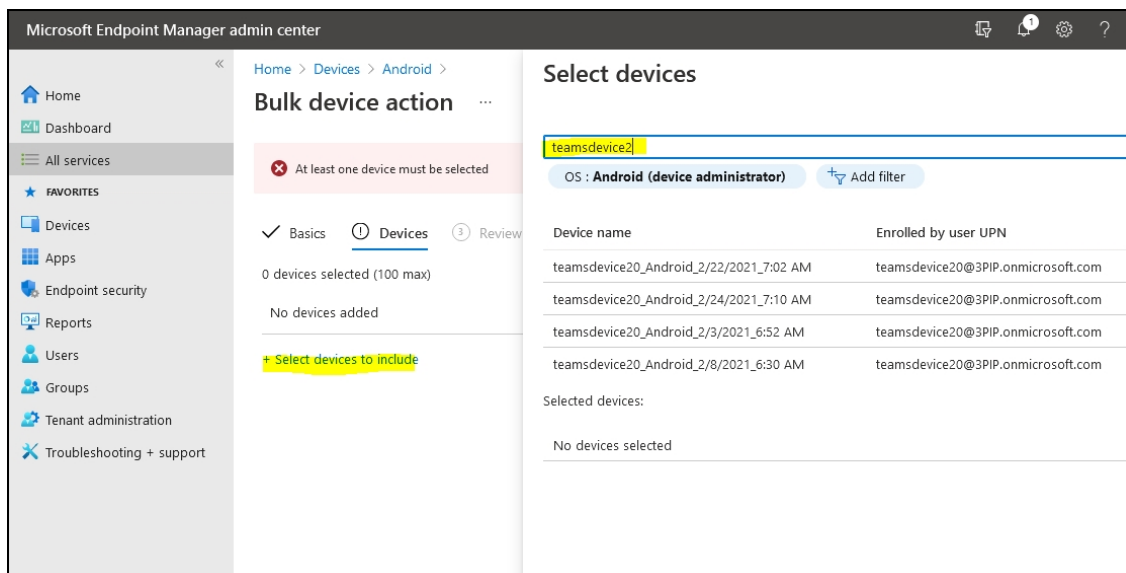 Microsoft Endpoint Manager admin center
1
?
«
Home
Dashboard
All services
FAVORITES
Devices
Apps
Endpoint security
Reports
Users
Groups
Tenant administration
Troubleshooting + support
Home > Devices > Android >
Bulk device action ...
At least one device must be selected
Basics
Devices
3 Review
0 devices selected (100 max)
No devices added
+ Select devices to include
Select devices
teamsdevice2
OS : Android (device administrator)
Add filter
Device name Enrolled by user UPN
teamsdevice20_Android_2/22/2021_7:02 AM teamsdevice20@3PIP.onmicrosoft.com
teamsdevice20_Android_2/24/2021_7:10 AM teamsdevice20@3PIP.onmicrosoft.com
teamsdevice20_Android_2/3/2021_6:52 AM teamsdevice20@3PIP.onmicrosoft.com
teamsdevice20_Android_2/8/2021_6:30 AM teamsdevice20@3PIP.onmicrosoft.com
Selected devices:
No devices selected